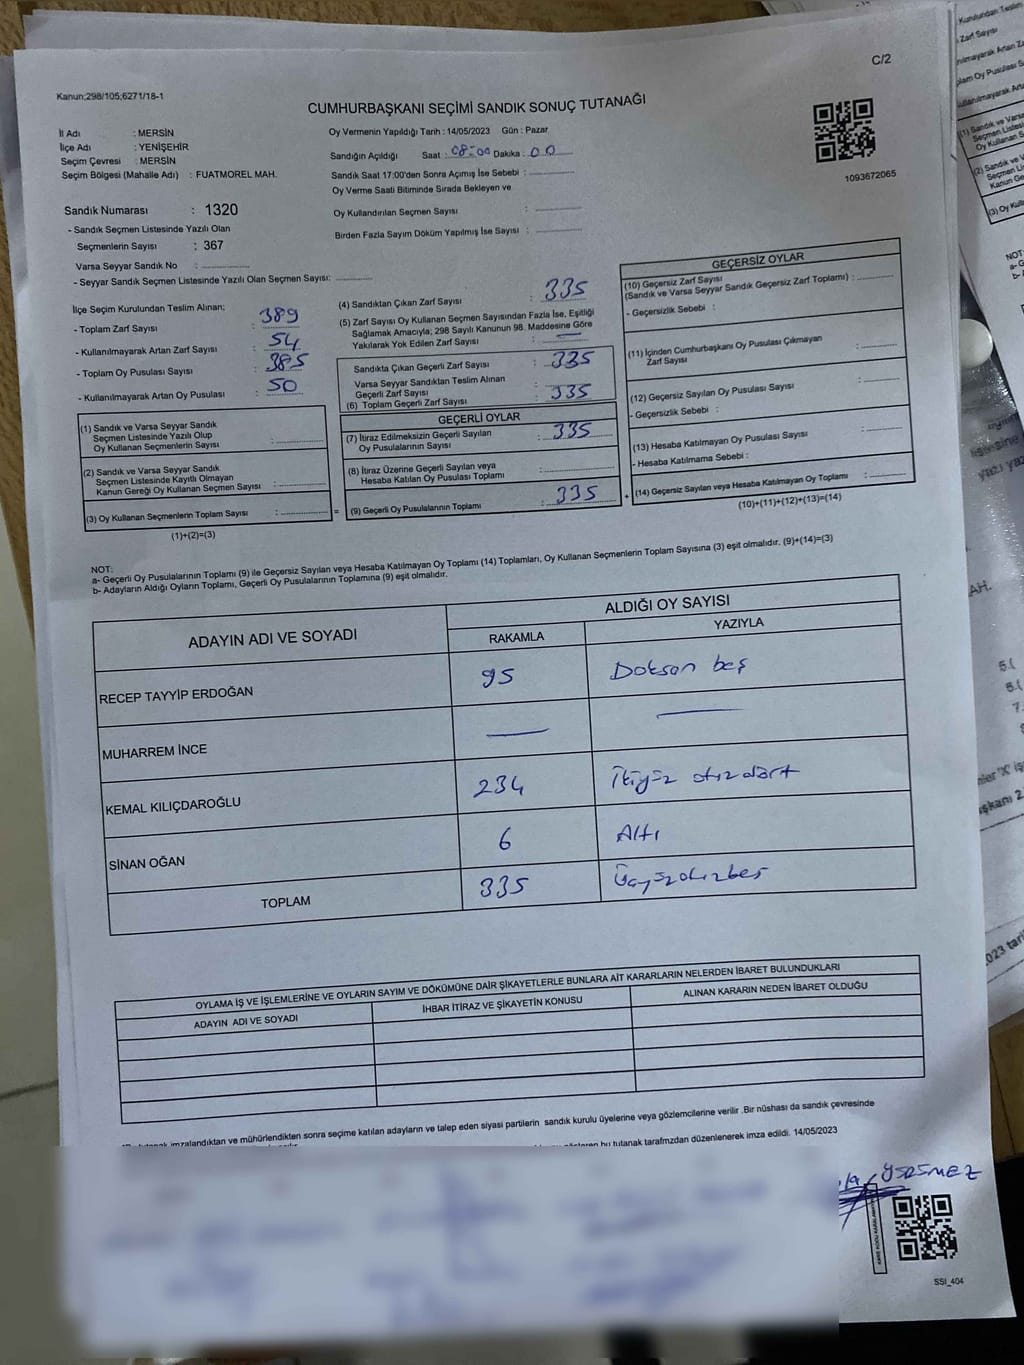 C/2
Kanun;298/105;6271/18-1
CUMHURBAŞKANI SEÇİMİ SANDIK SONUÇ TUTANAĞI
İl Adı : MERSİN
İlçe Adı : YENİŞEHİR
Seçim Çevresi : MERSİN
Seçim Bölgesi (Mahalle Adı) : FUATMOREL MAH.
Oy Vermenin Yapıldığı Tarih : 14/05/2023 Gün : Pazar
Sandığın Açıldığı Saat : 08:00 Dakika : 00
Sandık Saat 17:00'den Sonra Açımış İse Sebebi :
Oy Verme Saati Bitiminde Sırada Bekleyen ve
Oy Kullandırılan Seçmen Sayısı :
Birden Fazla Sayım Döküm Yapılmış İse Sayısı :
1093672065
Sandık Numarası : 1320
- Sandık Seçmen Listesinde Yazılı Olan
Seçmenlerin Sayısı : 367
Varsa Seyyar Sandık No :
- Seyyar Sandık Seçmen Listesinde Yazılı Olan Seçmen Sayısı:
İlçe Seçim Kurulundan Teslim Alınan;
- Toplam Zarf Sayısı : 389
- Kullanılmayarak Artan Zarf Sayısı : 54
- Toplam Oy Pusulası Sayısı : 385
- Kullanılmayarak Artan Oy Pusulası : 50
(1) Sandık ve Varsa Seyyar Sandık
Seçmen Listesinde Yazılı Olup
Oy Kullanan Seçmenlerin Sayısı :
(2) Sandık ve Varsa Seyyar Sandık
Seçmen Listesinde Kayıtlı Olmayan
Kanun Gereği Oy Kullanan Seçmen Sayısı :
(3) Oy Kullanan Seçmenlerin Toplam Sayısı : =
(1)+(2)=(3)
(4) Sandıktan Çıkan Zarf Sayısı : 335
(5) Zarf Sayısı Oy Kullanan Seçmen Sayısından Fazla İse, Eşitliği
Sağlamak Amacıyla; 298 Sayılı Kanunun 98. Maddesine Göre
Yakılarak Yok Edilen Zarf Sayısı : —
Sandıkta Çıkan Geçerli Zarf Sayısı : 335
Varsa Seyyar Sandıktan Teslim Alınan
Geçerli Zarf Sayısı :
(6) Toplam Geçerli Zarf Sayısı : 335
GEÇERLİ OYLAR
(7) İtiraz Edilmeksizin Geçerli Sayılan
Oy Pusulalarının Sayısı : 335
(8) İtiraz Üzerine Geçerli Sayılan veya
Hesaba Katılan Oy Pusulası Toplamı :
(9) Geçerli Oy Pusulalarının Toplamı : 335 +
GEÇERSİZ OYLAR
(10) Geçersiz Zarf Sayısı
(Sandık ve Varsa Seyyar Sandık Geçersiz Zarf Toplamı) :
- Geçersizlik Sebebi :
(11) İçinden Cumhurbaşkanı Oy Pusulası Çıkmayan
Zarf Sayısı :
(12) Geçersiz Sayılan Oy Pusulası Sayısı :
- Geçersizlik Sebebi :
(13) Hesaba Katılmayan Oy Pusulası Sayısı :
- Hesaba Katılmama Sebebi :
(14) Geçersiz Sayılan veya Hesaba Katılmayan Oy Toplamı :
(10)+(11)+(12)+(13)=(14)
NOT:
a- Geçerli Oy Pusulalarının Toplamı (9) ile Geçersiz Sayılan veya Hesaba Katılmayan Oy Toplamı (14) Toplamları, Oy Kullanan Seçmenlerin Toplam Sayısına (3) eşit olmalıdır. (9)+(14)=(3)
b- Adayların Aldığı Oyların Toplamı, Geçerli Oy Pusulalarının Toplamına (9) eşit olmalıdır.
ADAYIN ADI VE SOYADI
ALDIĞI OY SAYISI
RAKAMLA YAZIYLA
RECEP TAYYİP ERDOĞAN 95 Doksan beş
MUHARREM İNCE — —
KEMAL KILIÇDAROĞLU 234 İkiyüz otuz dört
SİNAN OĞAN 6 Altı
TOPLAM 335 Üçyüzotuzbeş
OYLAMA İŞ VE İŞLEMLERİNE VE OYLARIN SAYIM VE DÖKÜMÜNE DAİR ŞİKAYETLERLE BUNLARA AİT KARARLARIN NELERDEN İBARET BULUNDUKLARI
ADAYIN ADI VE SOYADI İHBAR İTİRAZ VE ŞİKAYETİN KONUSU ALINAN KARARIN NEDEN İBARET OLDUĞU
tutanak imzalandıktan ve mühürlendikten sonra seçime katılan adayların ve talep eden siyasi partilerin sandık kurulu üyelerine veya gözlemcilerine verilir .Bir nüshası da sandık çevresinde
bu tutanak tarafımzdan düzenlenerek imza edildi. 14/05/2023
SSI_404